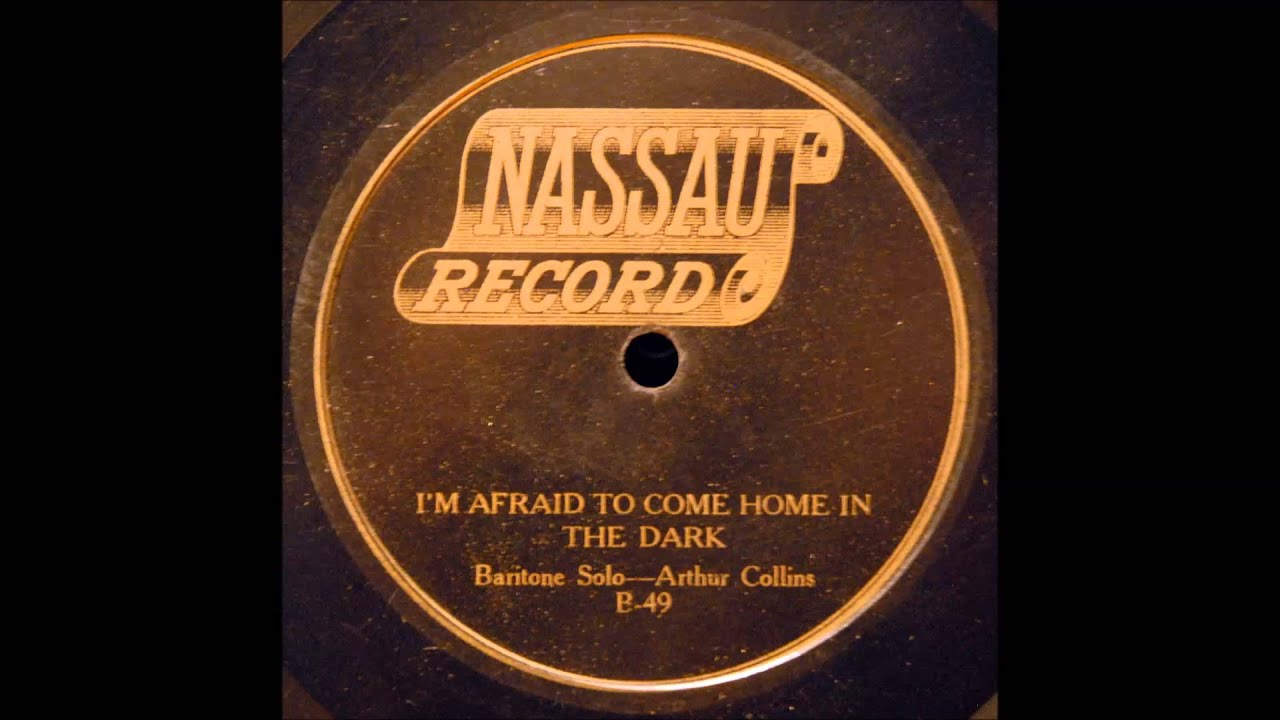 NASSAU
RECORD
I'M AFRAID TO COME HOME IN
THE DARK
Baritone Solo—Arthur Collins
B-49